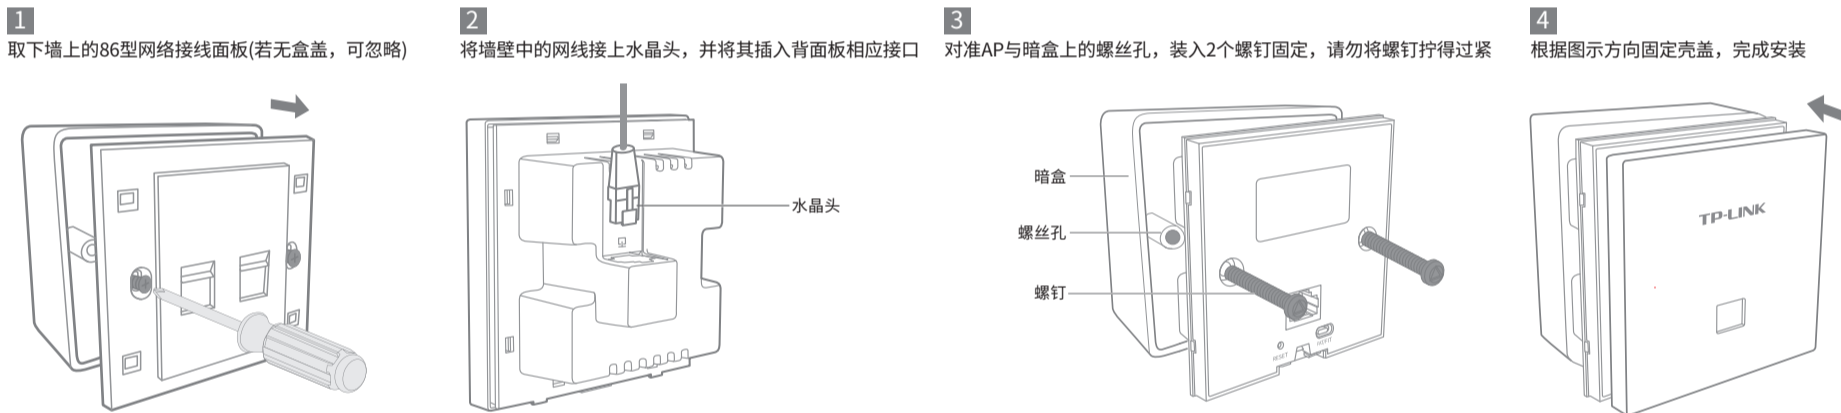 1
取下墙上的86型网络接线面板(若无盒盖，可忽略)
2
将墙壁中的网线接上水晶头，并将其插入背面板相应接口
水晶头
3
对准AP与暗盒上的螺丝孔，装入2个螺钉固定，请勿将螺钉拧得过紧
暗盒
螺丝孔
螺钉
RESET
4
根据图示方向固定壳盖，完成安装
TP-LINK